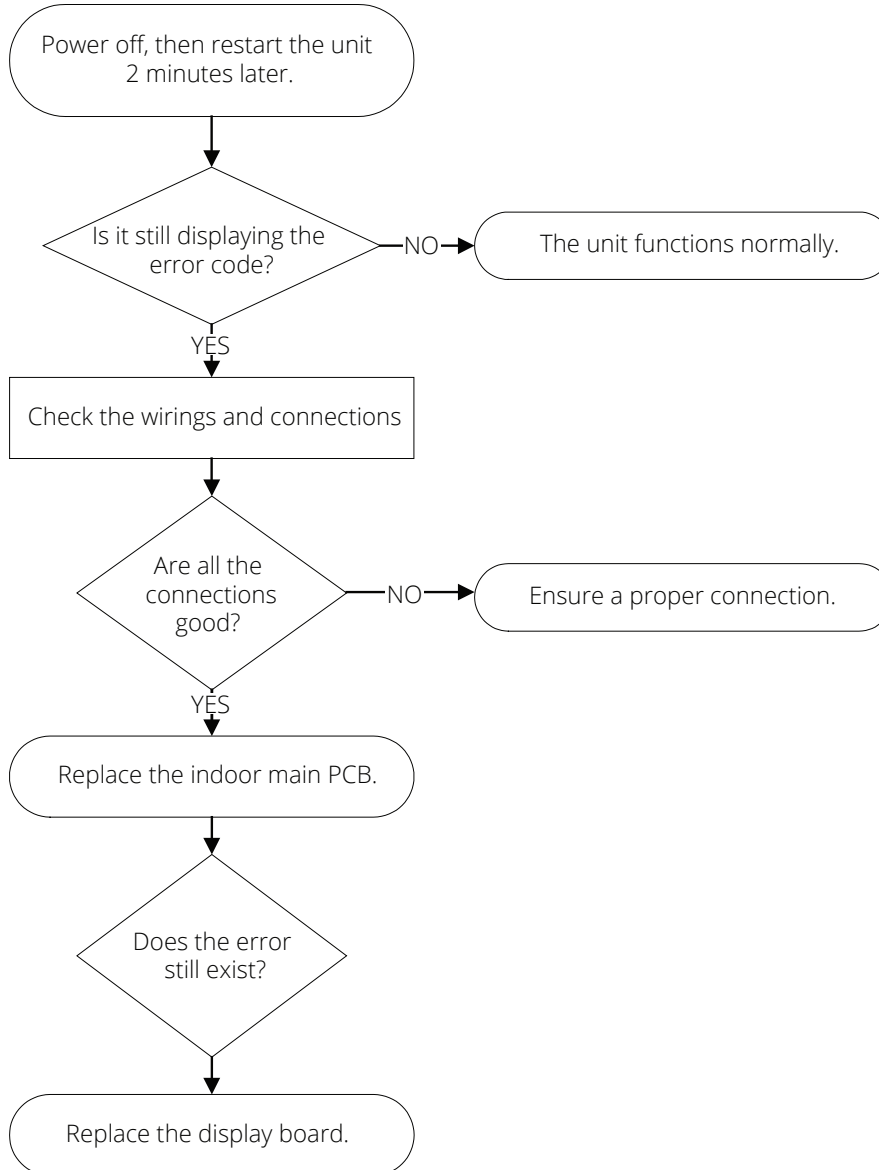 Power off, then restart the unit
2 minutes later.
Is it still displaying the
error code?
NO
The unit functions normally.
YES
Check the wirings and connections
Are all the
connections
good?
NO
Ensure a proper connection.
YES
Replace the indoor main PCB.
Does the error
still exist?
Replace the display board.